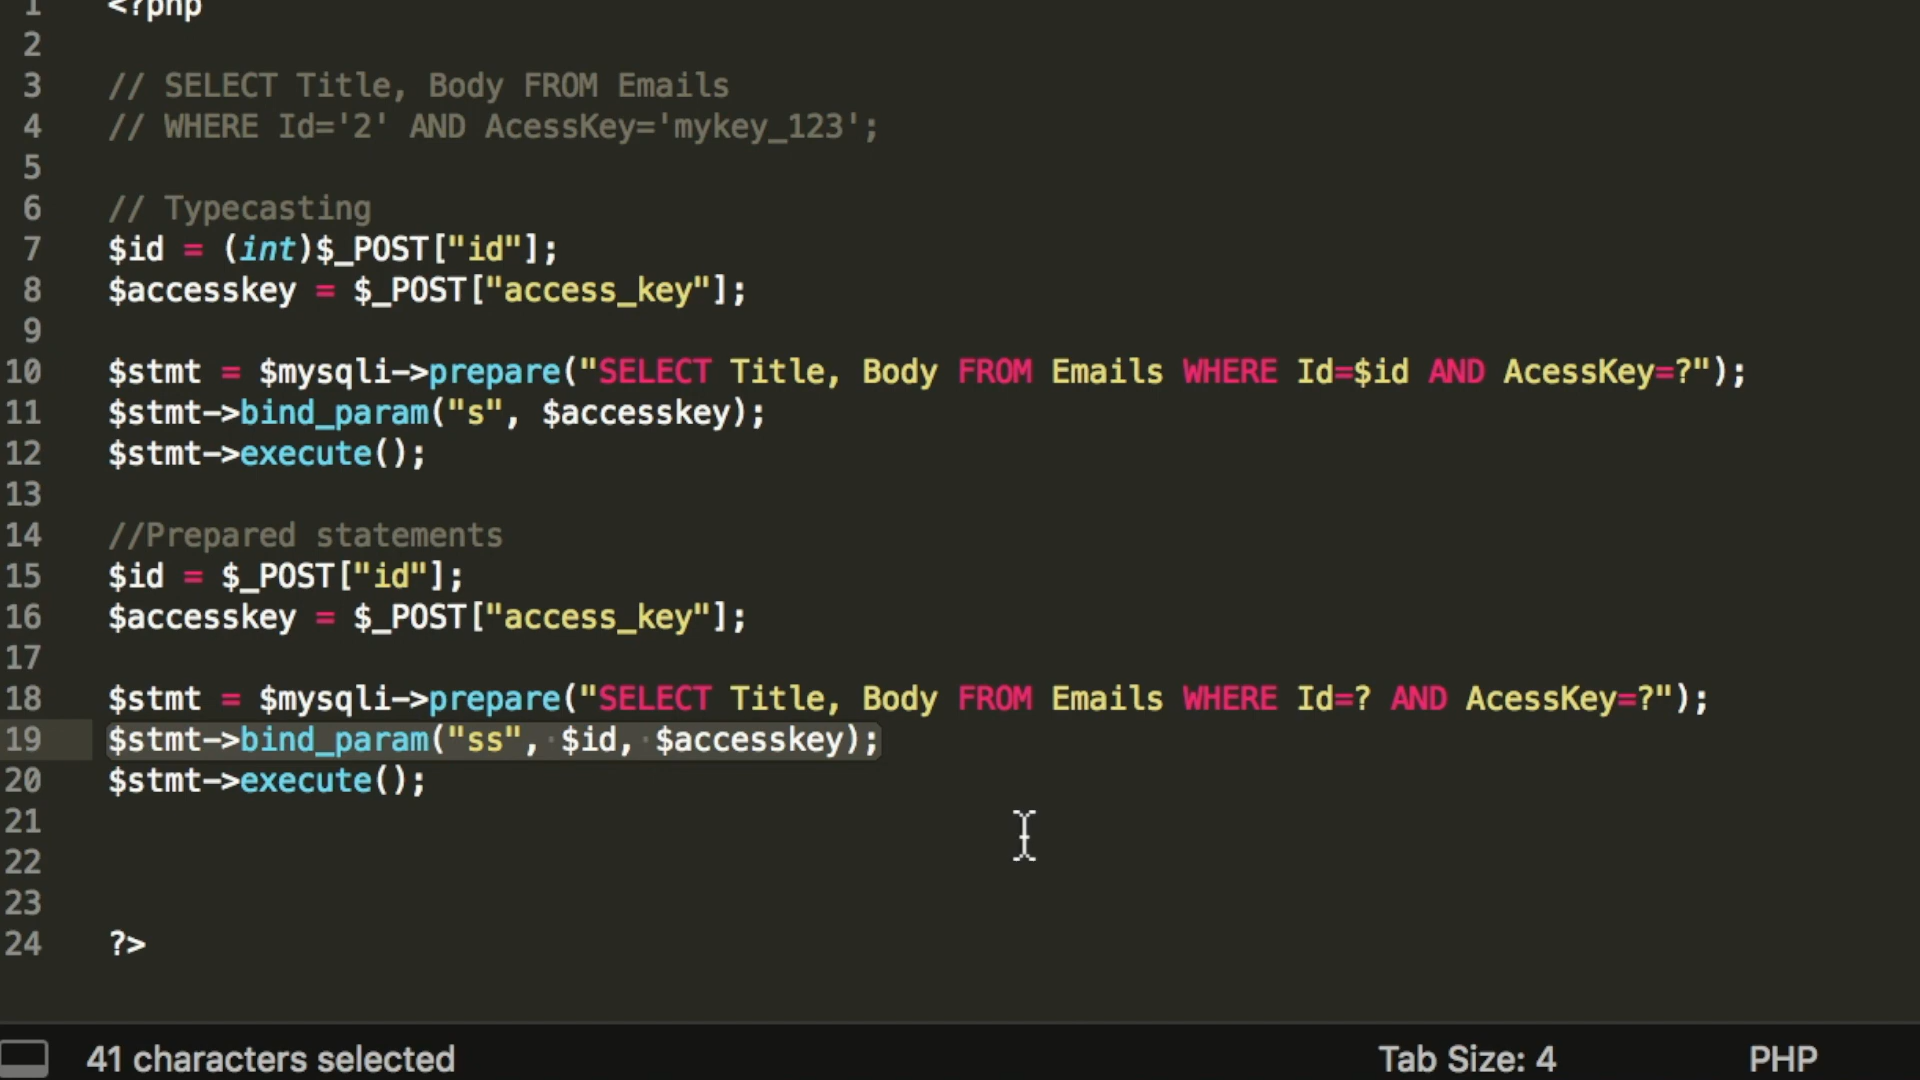 1 <?php
2
3 // SELECT Title, Body FROM Emails
4 // WHERE Id='2' AND AcessKey='mykey_123';
5
6 // Typecasting
7 $id = (int)$_POST["id"];
8 $accesskey = $_POST["access_key"];
9
10 $stmt = $mysqli->prepare("SELECT Title, Body FROM Emails WHERE Id=$id AND AcessKey=?");
11 $stmt->bind_param("s", $accesskey);
12 $stmt->execute();
13
14 //Prepared statements
15 $id = $_POST["id"];
16 $accesskey = $_POST["access_key"];
17
18 $stmt = $mysqli->prepare("SELECT Title, Body FROM Emails WHERE Id=? AND AcessKey=?");
19 $stmt->bind_param("ss", $id, $accesskey);
20 $stmt->execute();
21
22
23
24 ?>
41 characters selected Tab Size: 4 PHP